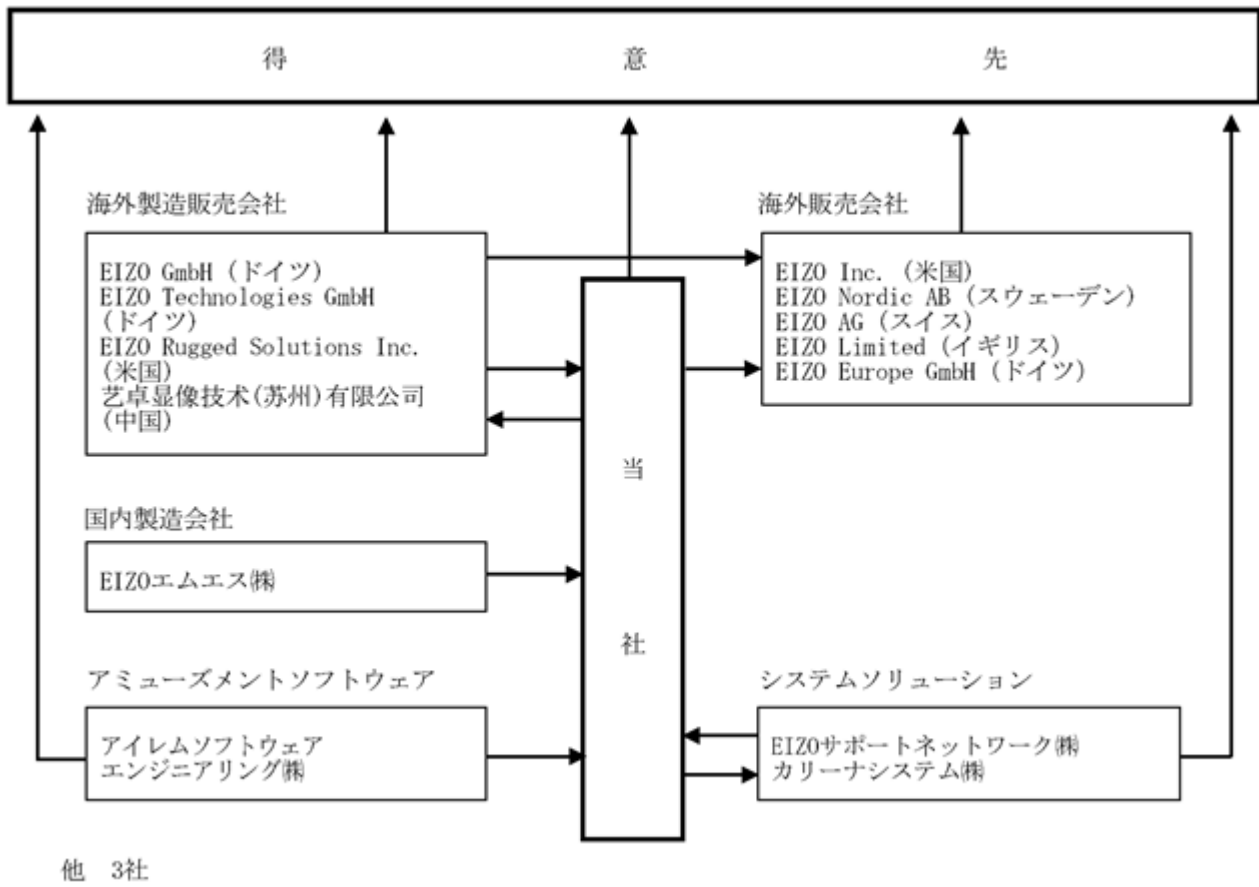 得 意 先
海外製造販売会社
EIZO GmbH (ドイツ)
EIZO Technologies GmbH
(ドイツ)
EIZO Rugged Solutions Inc.
(米国)
艺卓显像技术(苏州)有限公司
(中国)
海外販売会社
EIZO Inc. (米国)
EIZO Nordic AB (スウェーデン)
EIZO AG (スイス)
EIZO Limited (イギリス)
EIZO Europe GmbH (ドイツ)
当
社
国内製造会社
EIZOエムエス㈱
アミューズメントソフトウェア
アイレムソフトウェア
エンジニアリング㈱
システムソリューション
EIZOサポートネットワーク㈱
カリーナシステム㈱
他 3社